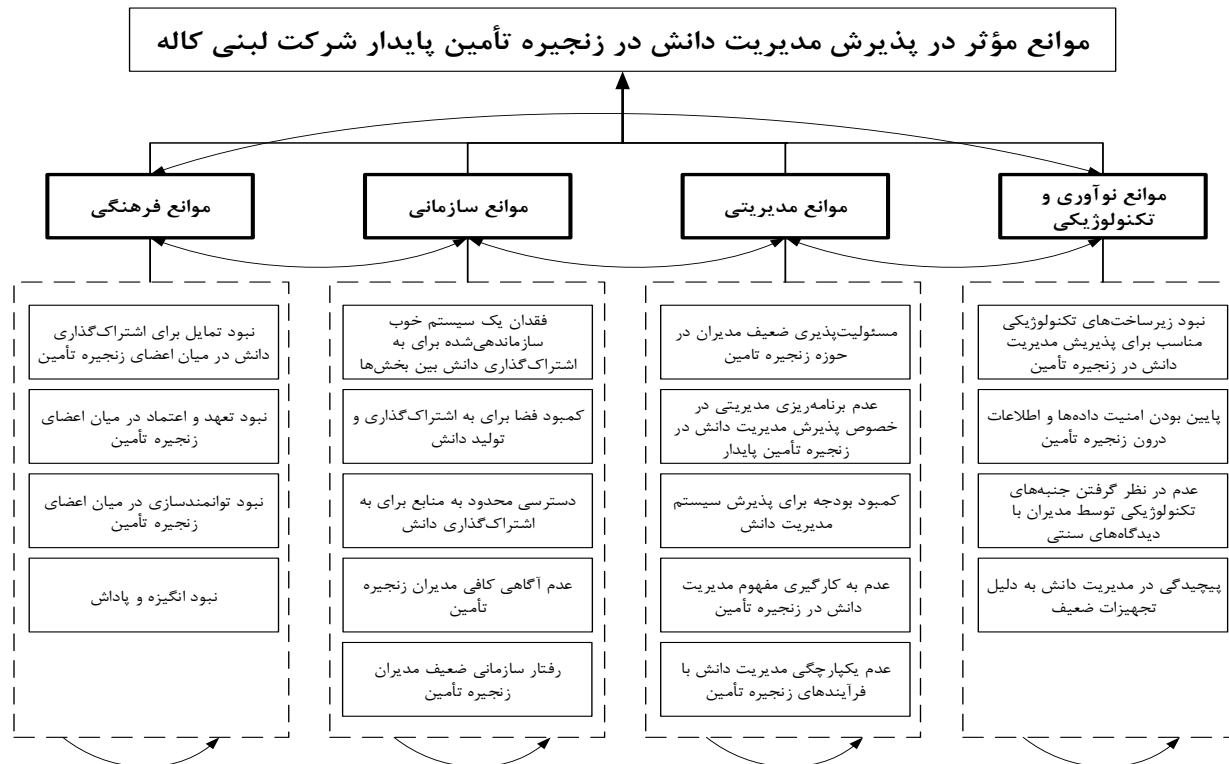 موانع مؤثر در پذیرش مدیریت دانش در زنجیره تأمین پایدار شرکت لبنی کاله
موانع نوآوری و
تکنولوژیکی
موانع مدیریتی
موانع سازمانی
موانع فرهنگی
نبود زیرساخت‌های تکنولوژیکی
مناسب برای پذیریش مدیریت
دانش در زنجیره تأمین
پایین بودن امنیت داده‌ها و اطلاعات
درون زنجیره تأمین
عدم در نظر گرفتن جنبه‌های
تکنولوژیکی توسط مدیران با
دیدگاه‌های سنتی
پیچیدگی در مدیریت دانش به دلیل
تجهیزات ضعیف
مسئولیت‌پذیری ضعیف مدیران در
حوزه زنجیره تامین
عدم برنامه‌ریزی مدیریتی در
خصوص پذیرش مدیریت دانش در
زنجیره تأمین پایدار
کمبود بودجه برای پذیرش سیستم
مدیریت دانش
عدم به کارگیری مفهوم مدیریت
دانش در زنجیره تأمین
عدم یکپارچگی مدیریت دانش با
فرآیندهای زنجیره تأمین
فقدان یک سیستم خوب
سازماندهی‌شده برای به
اشتراک‌گذاری دانش بین بخش‌ها
کمبود فضا برای به اشتراک‌گذاری و
تولید دانش
دسترسی محدود به منابع برای به
اشتراک‌گذاری دانش
عدم آگاهی کافی مدیران زنجیره
تأمین
رفتار سازمانی ضعیف مدیران
زنجیره تأمین
نبود تمایل برای اشتراک‌گذاری
دانش در میان اعضای زنجیره تأمین
نبود تعهد و اعتماد در میان اعضای
زنجیره تأمین
نبود توانمندسازی در میان اعضای
زنجیره تأمین
نبود انگیزه و پاداش